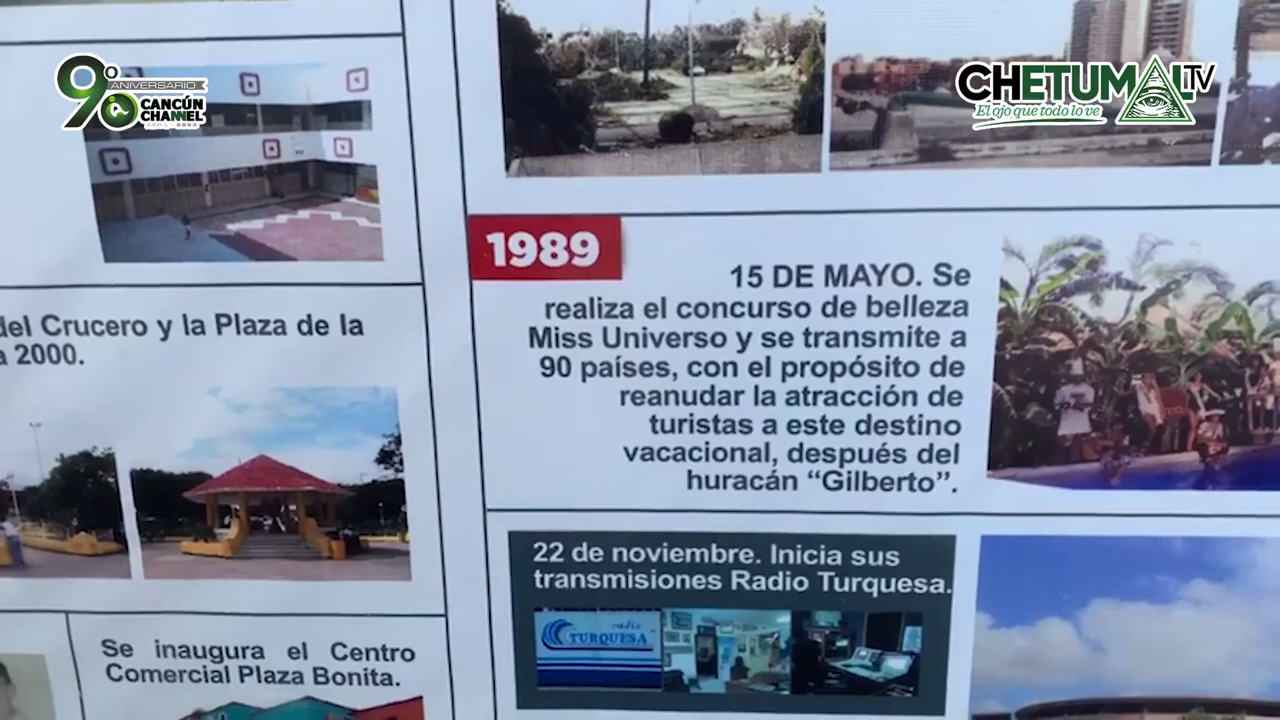 9º
ANIVERSARIO
CANCÚN
CHANNEL
CHETUMAL TV
El ojo que todo lo ve
del Crucero y la Plaza de la
2000.
Se inaugura el Centro
Comercial Plaza Bonita.
1989
15 DE MAYO. Se
realiza el concurso de belleza
Miss Universo y se transmite a
90 países, con el propósito de
reanudar la atracción de
turistas a este destino
vacacional, después del
huracán “Gilberto”.
22 de noviembre. Inicia sus
transmisiones Radio Turquesa.
radio
TURQUESA